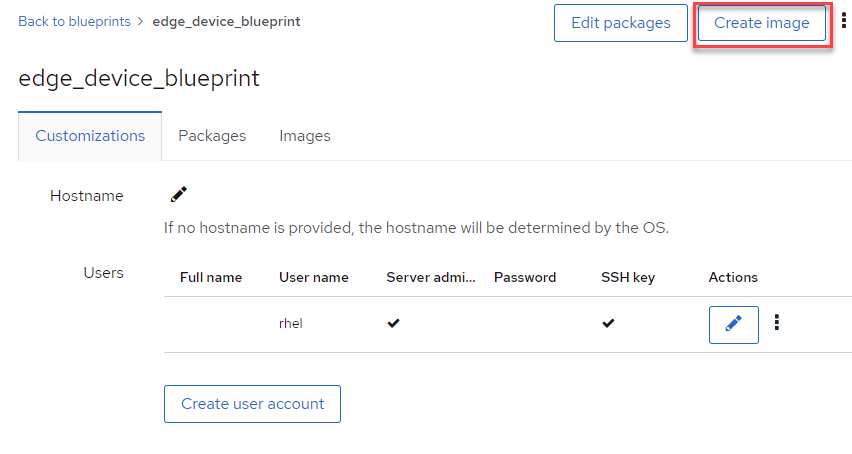 Back to blueprints > edge_device_blueprint
Edit packages
Create image
edge_device_blueprint
Customizations Packages Images
Hostname
If no hostname is provided, the hostname will be determined by the OS.
Users
Full name User name Server admi... Password SSH key Actions
rhel
Create user account